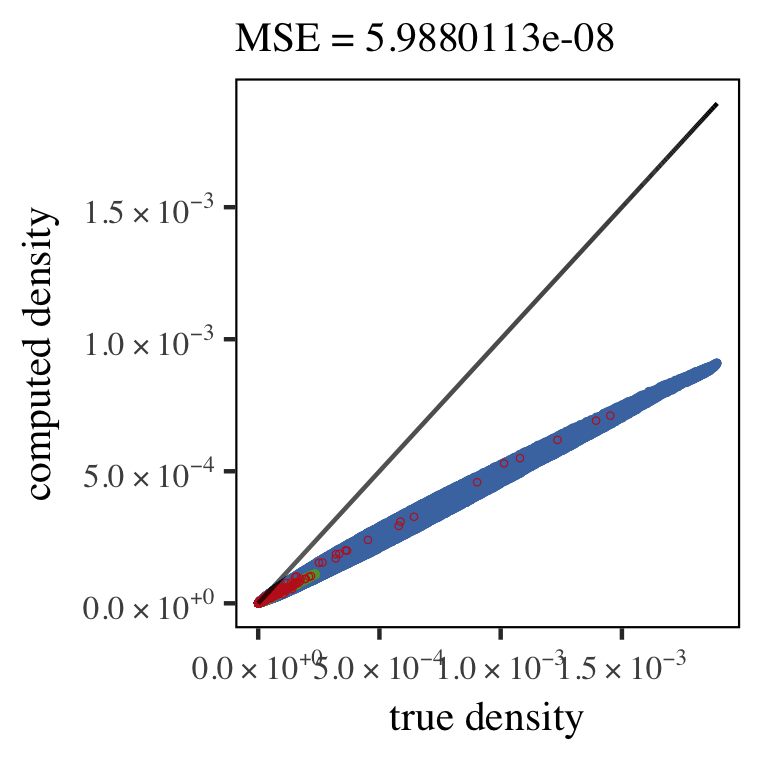 MSE = 5.9880113e-08
computed density
1.5 × 10⁻³
1.0 × 10⁻³
5.0 × 10⁻⁴
0.0 × 10⁺⁰
0.0 × 10⁺⁰ 5.0 × 10⁻⁴ 1.0 × 10⁻³ 1.5 × 10⁻³
true density